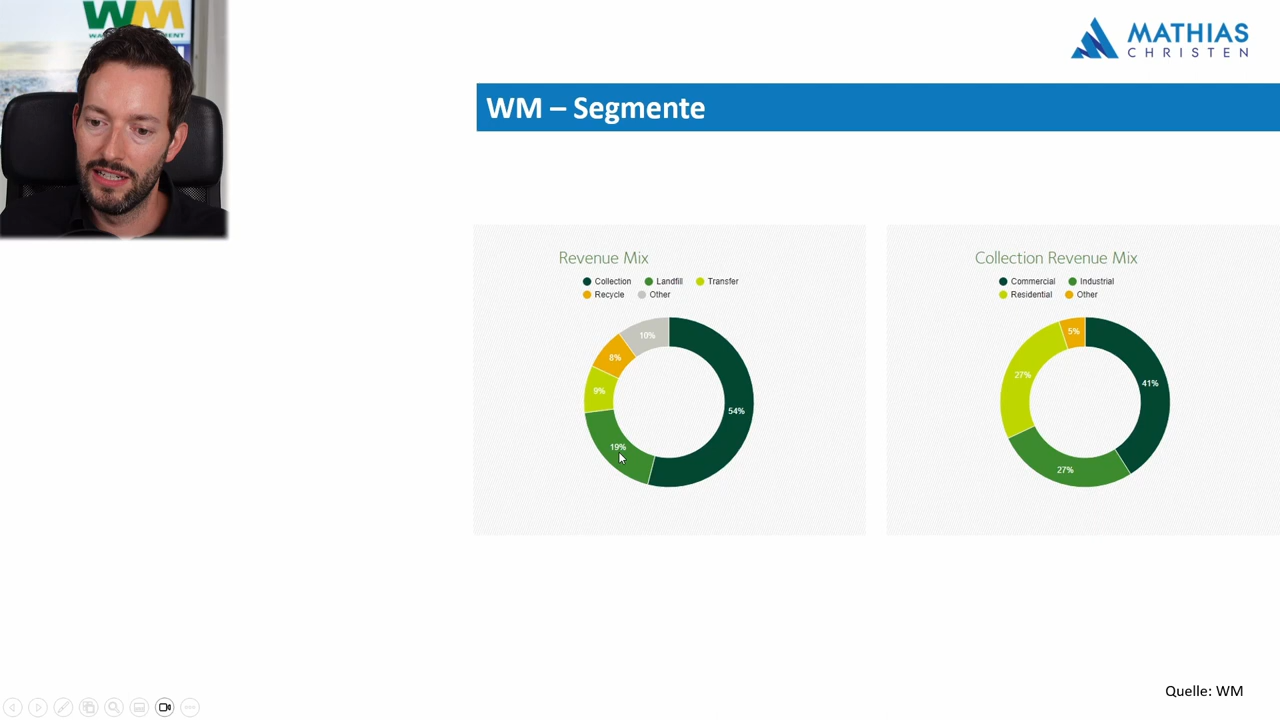 WM
MATHIAS
CHRISTEN
WM – Segmente
Revenue Mix
Collection Landfill Transfer
Recycle Other
10%
8%
9%
54%
19%
Collection Revenue Mix
Commercial Industrial
Residential Other
5%
27%
41%
27%
Quelle: WM